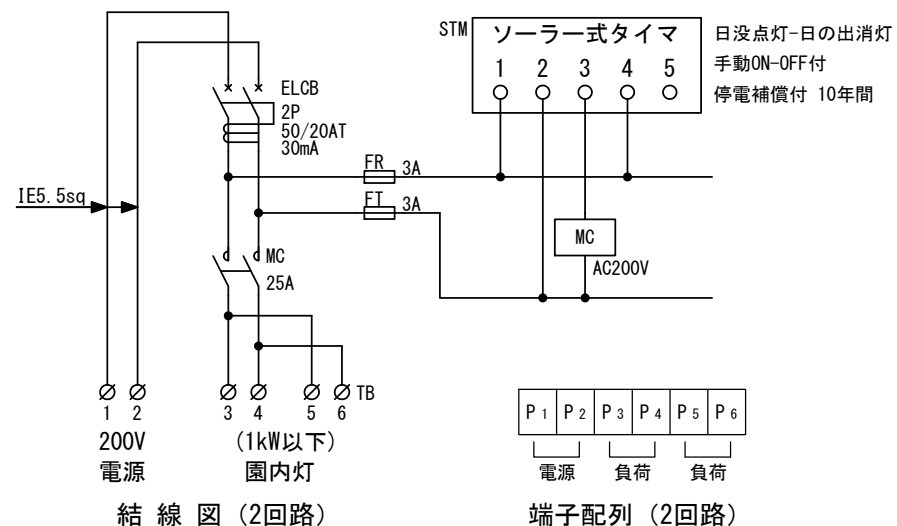 STM
ソーラー式タイマ
1 2 3 4 5
日没点灯-日の出消灯
手動ON-OFF付
停電補償付 10年間
ELCB
2P
50/20AT
30mA
FR 3A
FT 3A
IE5.5sq
MC
25A
MC
AC200V
TB
1 2 3 4 5 6
200V
電源
(1kW以下)
園内灯
結線図(2回路)
P1 P2 P3 P4 P5 P6
電源 負荷 負荷
端子配列(2回路)